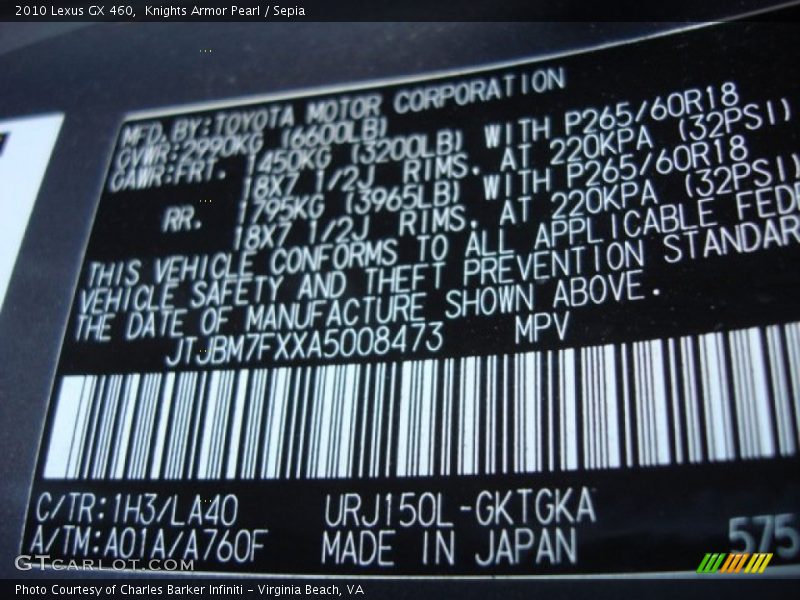 2010 Lexus GX 460,  Knights Armor Pearl / Sepia
MFD. BY: TOYOTA MOTOR CORPORATION
GVWR: 2990KG (6600LB)
GAWR: FRT. 1450KG (3200LB) WITH P265/60R18
18X7 1/2J RIMS. AT 220KPA (32PSI)
RR. 1795KG (3965LB) WITH P265/60R18
18X7 1/2J RIMS. AT 220KPA (32PSI)
THIS VEHICLE CONFORMS TO ALL APPLICABLE FEDE
VEHICLE SAFETY AND THEFT PREVENTION STANDAR
THE DATE OF MANUFACTURE SHOWN ABOVE.
JTJBM7FXXA5008473 MPV
C/TR: 1H3/LA40 URJ150L-GKTGKA
A/TM: A01A/A760F MADE IN JAPAN
575
GTCARLOT.COM
Photo Courtesy of Charles Barker Infiniti - Virginia Beach, VA